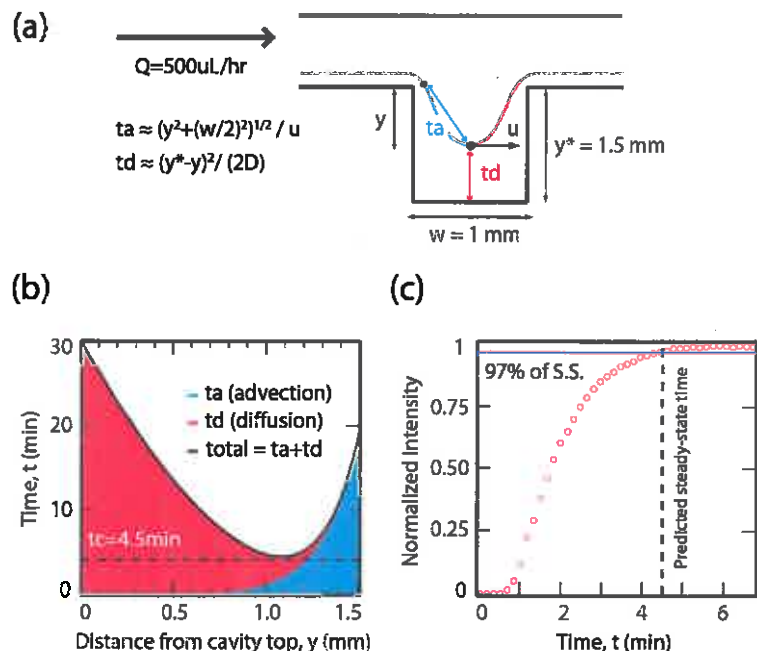 (a)
Q=500uL/hr
ta ≈ (y²+(w/2)²)¹/² / u
td ≈ (y*-y)²/ (2D)
y
ta
u
td
y* = 1.5 mm
w = 1 mm
(b)
30
20
10
0
Time, t (min)
ta (advection)
td (diffusion)
total = ta+td
tc=4.5min
0 0.5 1.0 1.5
Distance from cavity top, y (mm)
(c)
1
0.75
0.50
0.25
0
Normalized Intensity
97% of S.S.
Predicted steady-state time
0 2 4 6
Time, t (min)